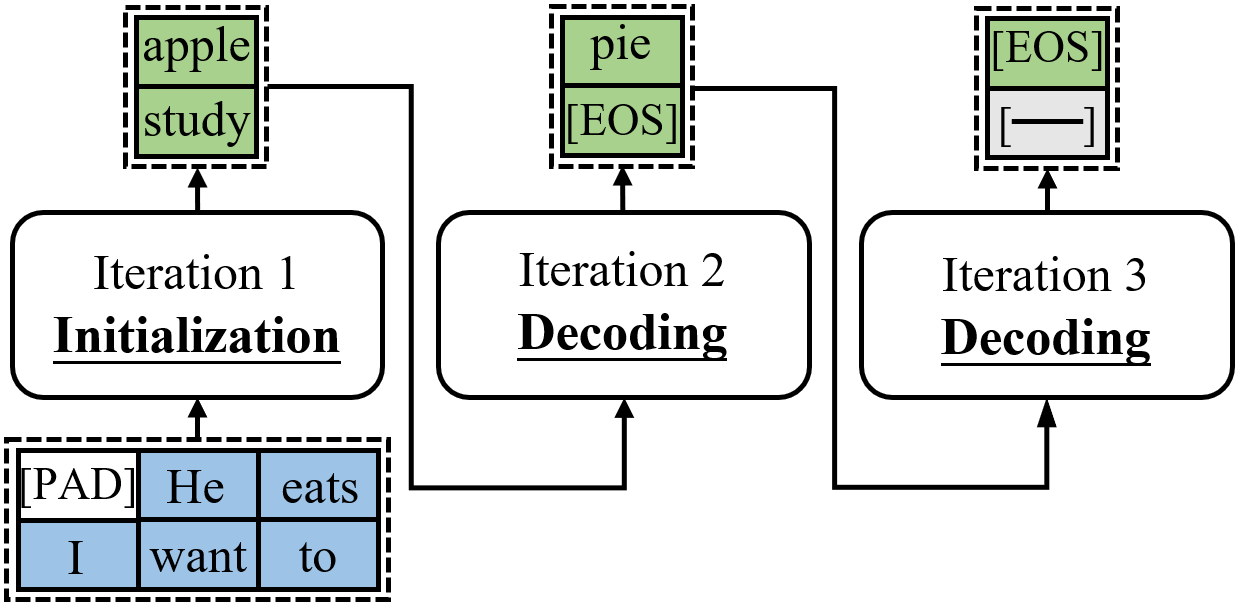 apple
study
pie
[EOS]
[EOS]
[—]
Iteration 1
Initialization
Iteration 2
Decoding
Iteration 3
Decoding
[PAD] He eats
I want to